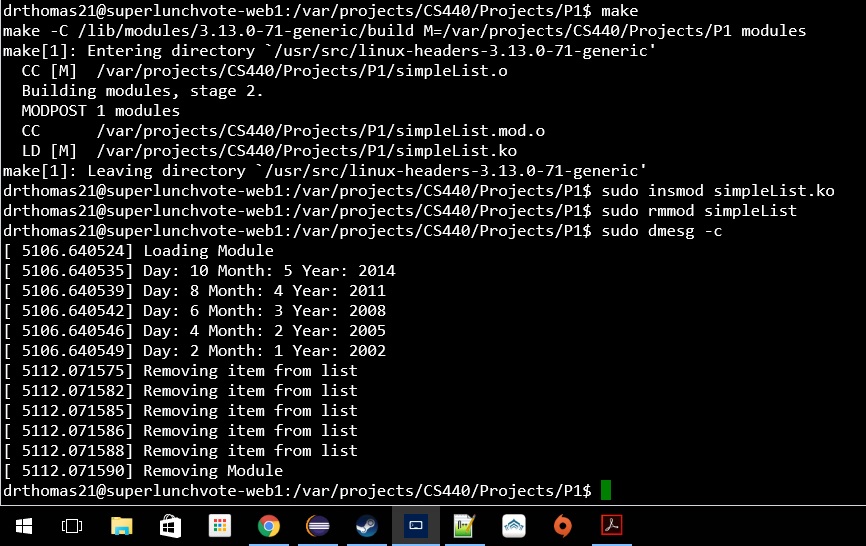 drthomas21@superlunchvote-web1:/var/projects/CS440/Projects/P1$ make
make -C /lib/modules/3.13.0-71-generic/build M=/var/projects/CS440/Projects/P1 modules
make[1]: Entering directory `/usr/src/linux-headers-3.13.0-71-generic'
  CC [M]  /var/projects/CS440/Projects/P1/simpleList.o
  Building modules, stage 2.
  MODPOST 1 modules
  CC      /var/projects/CS440/Projects/P1/simpleList.mod.o
  LD [M]  /var/projects/CS440/Projects/P1/simpleList.ko
make[1]: Leaving directory `/usr/src/linux-headers-3.13.0-71-generic'
drthomas21@superlunchvote-web1:/var/projects/CS440/Projects/P1$ sudo insmod simpleList.ko
drthomas21@superlunchvote-web1:/var/projects/CS440/Projects/P1$ sudo rmmod simpleList
drthomas21@superlunchvote-web1:/var/projects/CS440/Projects/P1$ sudo dmesg -c
[ 5106.640524] Loading Module
[ 5106.640535] Day: 10 Month: 5 Year: 2014
[ 5106.640539] Day: 8 Month: 4 Year: 2011
[ 5106.640542] Day: 6 Month: 3 Year: 2008
[ 5106.640546] Day: 4 Month: 2 Year: 2005
[ 5106.640549] Day: 2 Month: 1 Year: 2002
[ 5112.071575] Removing item from list
[ 5112.071582] Removing item from list
[ 5112.071585] Removing item from list
[ 5112.071586] Removing item from list
[ 5112.071588] Removing item from list
[ 5112.071590] Removing Module
drthomas21@superlunchvote-web1:/var/projects/CS440/Projects/P1$